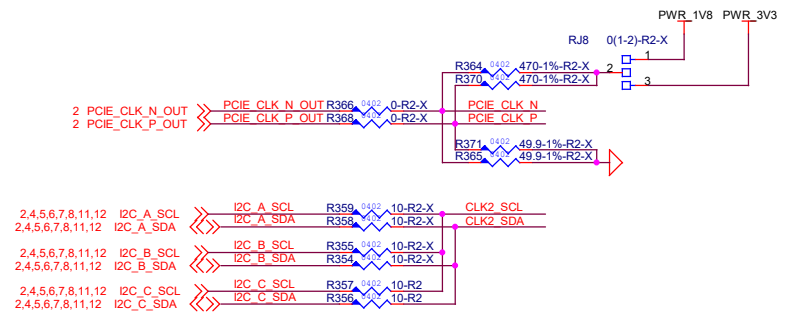 PWR_1V8 PWR_3V3
RJ8 0(1-2)-R2-X
1
R364 0402 470-1%-R2-X 2
R370 470-1%-R2-X
3
2 PCIE_CLK_N_OUT PCIE_CLK_N_OUT R366 0402 0-R2-X PCIE_CLK_N
2 PCIE_CLK_P_OUT PCIE_CLK_P_OUT R368 0402 0-R2-X PCIE_CLK_P
R371 0402 49.9-1%-R2-X
R365 0402 49.9-1%-R2-X
2,4,5,6,7,8,11,12 I2C_A_SCL I2C_A_SCL R359 0402 10-R2-X CLK2_SCL
2,4,5,6,7,8,11,12 I2C_A_SDA I2C_A_SDA R358 0402 10-R2-X CLK2_SDA
2,4,5,6,7,8,11,12 I2C_B_SCL I2C_B_SCL R355 0402 10-R2-X
2,4,5,6,7,8,11,12 I2C_B_SDA I2C_B_SDA R354 0402 10-R2-X
2,4,5,6,7,8,11,12 I2C_C_SCL I2C_C_SCL R357 0402 10-R2
2,4,5,6,7,8,11,12 I2C_C_SDA I2C_C_SDA R356 0402 10-R2